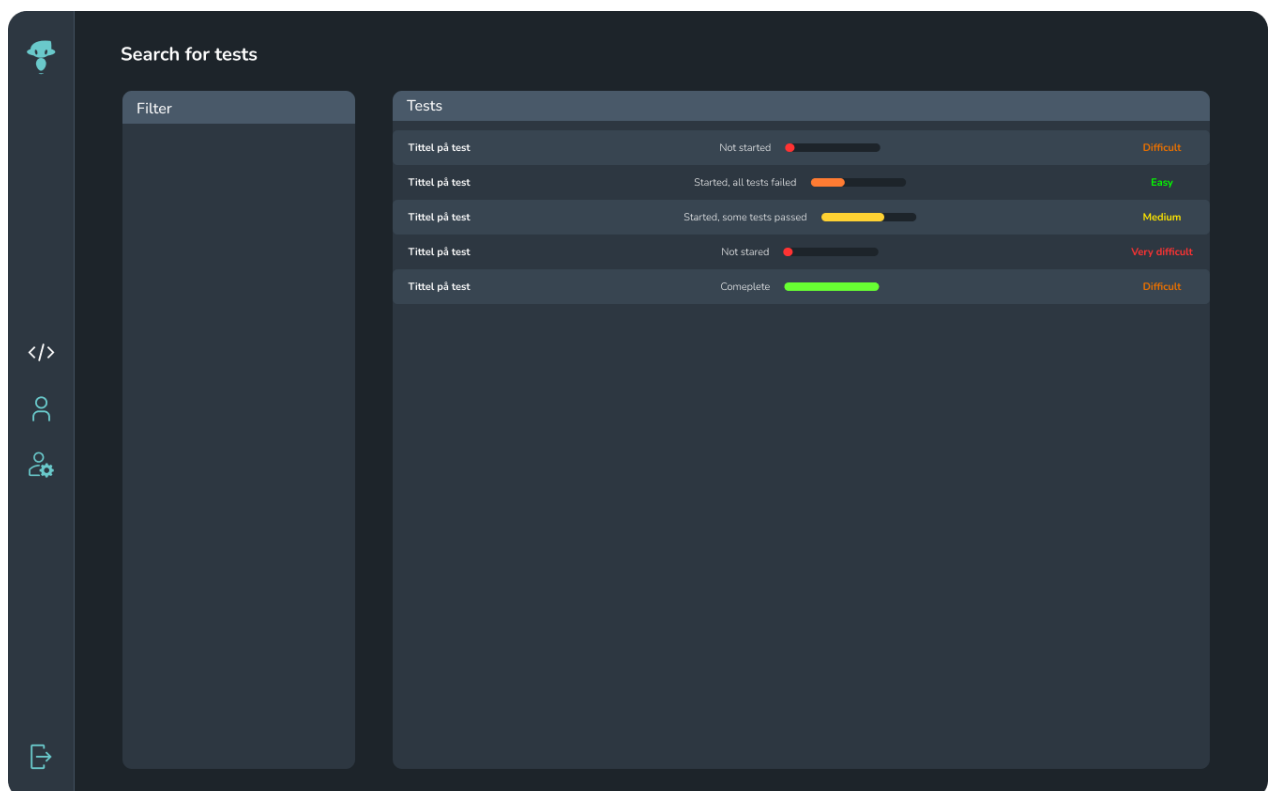 Search for tests
Filter
Tests
Tittel på test Not started Difficult
Tittel på test Started, all tests failed Easy
Tittel på test Started, some tests passed Medium
Tittel på test Not stared Very difficult
Tittel på test Comeplete Difficult